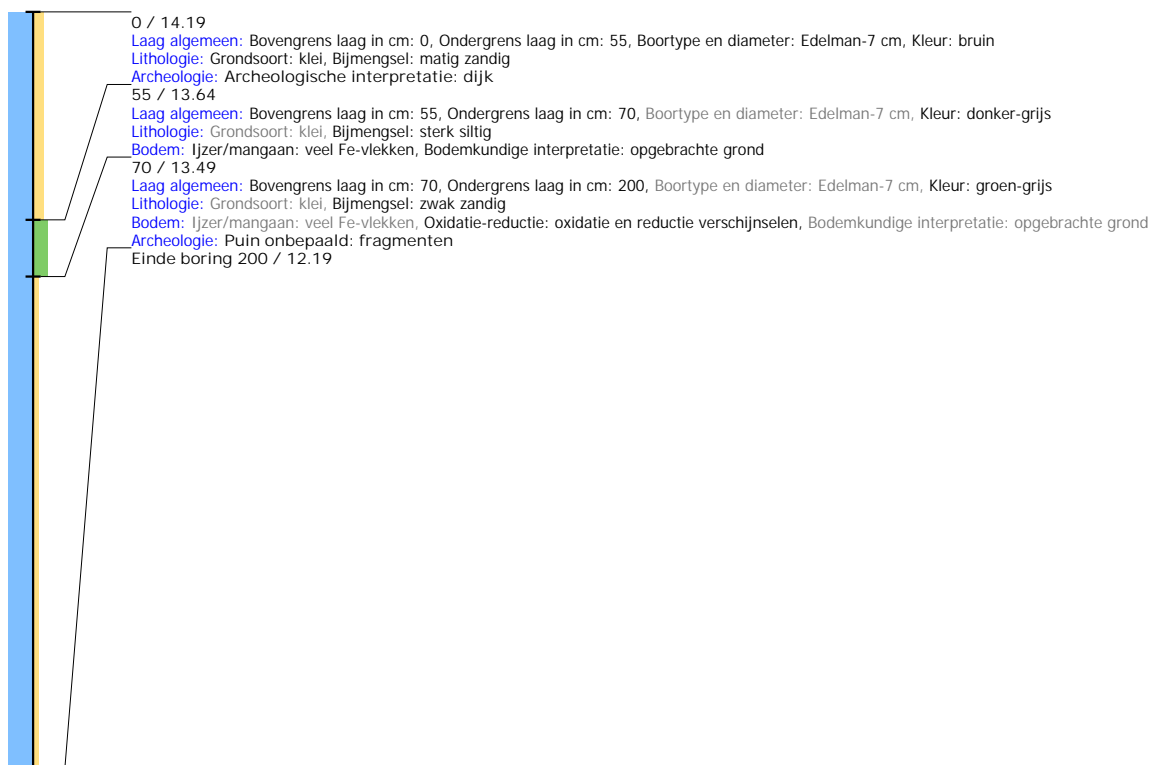 0 / 14.19
Laag algemeen: Bovengrens laag in cm: 0, Ondergrens laag in cm: 55, Boortype en diameter: Edelman-7 cm, Kleur: bruin
Lithologie: Grondsoort: klei, Bijmengsel: matig zandig
Archeologie: Archeologische interpretatie: dijk
55 / 13.64
Laag algemeen: Bovengrens laag in cm: 55, Ondergrens laag in cm: 70, Boortype en diameter: Edelman-7 cm, Kleur: donker-grijs
Lithologie: Grondsoort: klei, Bijmengsel: sterk siltig
Bodem: Ijzer/mangaan: veel Fe-vlekken, Bodemkundige interpretatie: opgebrachte grond
70 / 13.49
Laag algemeen: Bovengrens laag in cm: 70, Ondergrens laag in cm: 200, Boortype en diameter: Edelman-7 cm, Kleur: groen-grijs
Lithologie: Grondsoort: klei, Bijmengsel: zwak zandig
Bodem: Ijzer/mangaan: veel Fe-vlekken, Oxidatie-reductie: oxidatie en reductie verschijnselen, Bodemkundige interpretatie: opgebrachte grond
Archeologie: Puin onbepaald: fragmenten
Einde boring 200 / 12.19